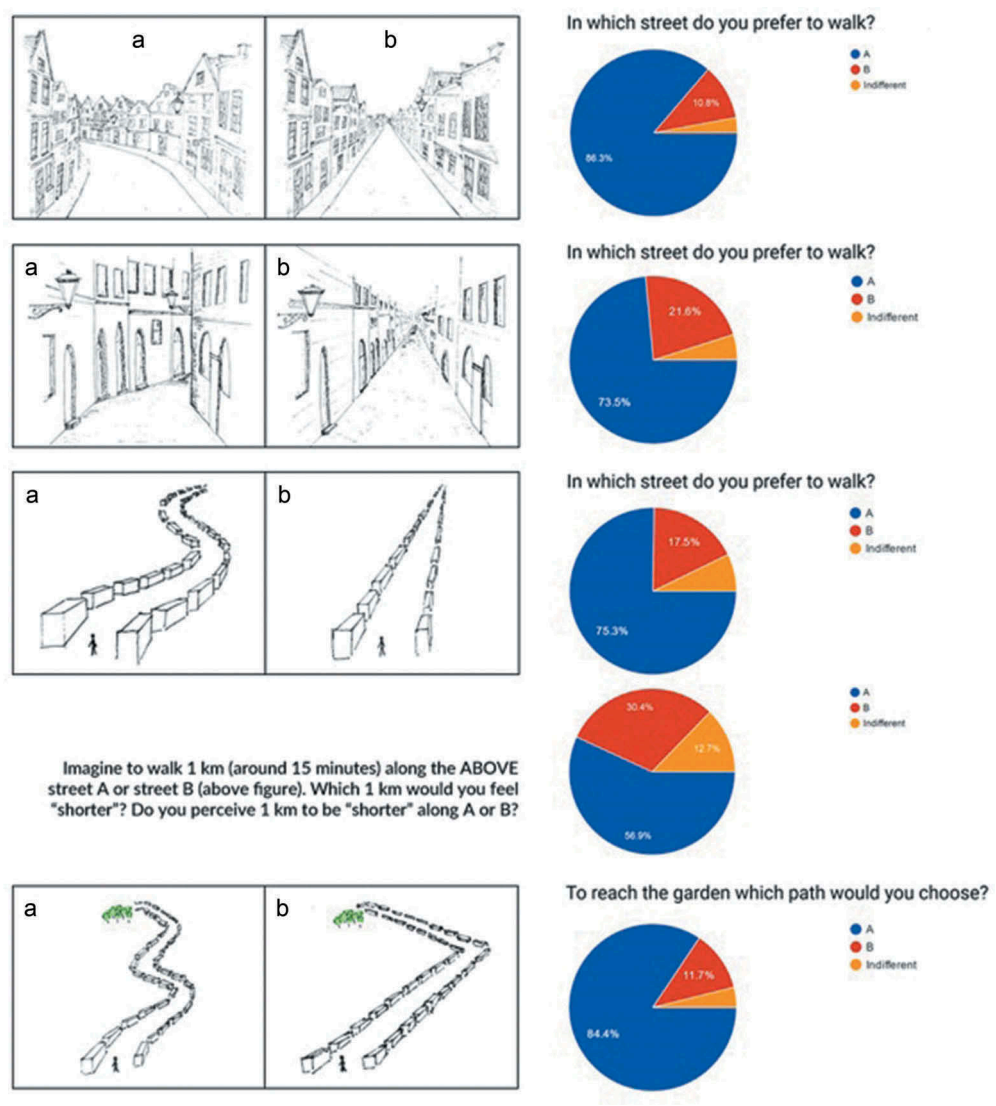 a
b
In which street do you prefer to walk?
A
B
Indifferent
10.8%
86.3%
a
b
In which street do you prefer to walk?
A
B
Indifferent
21.6%
73.5%
a
b
In which street do you prefer to walk?
A
B
Indifferent
17.5%
75.3%
A
B
Indifferent
30.4%
12.7%
56.9%
Imagine to walk 1 km (around 15 minutes) along the ABOVE
street A or street B (above figure). Which 1 km would you feel
“shorter”? Do you perceive 1 km to be “shorter” along A or B?
a
b
To reach the garden which path would you choose?
A
B
Indifferent
11.7%
84.4%